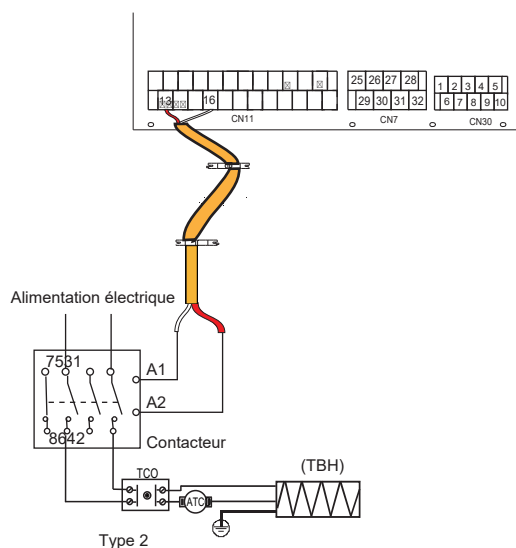 25 26 27 28
1 2 3 4 5
13 16
29 30 31 32
6 7 8 9 10
CN11
CN7
CN30
Alimentation électrique
7531
A1
A2
8642
Contacteur
TCO
(TBH)
ATC
Type 2